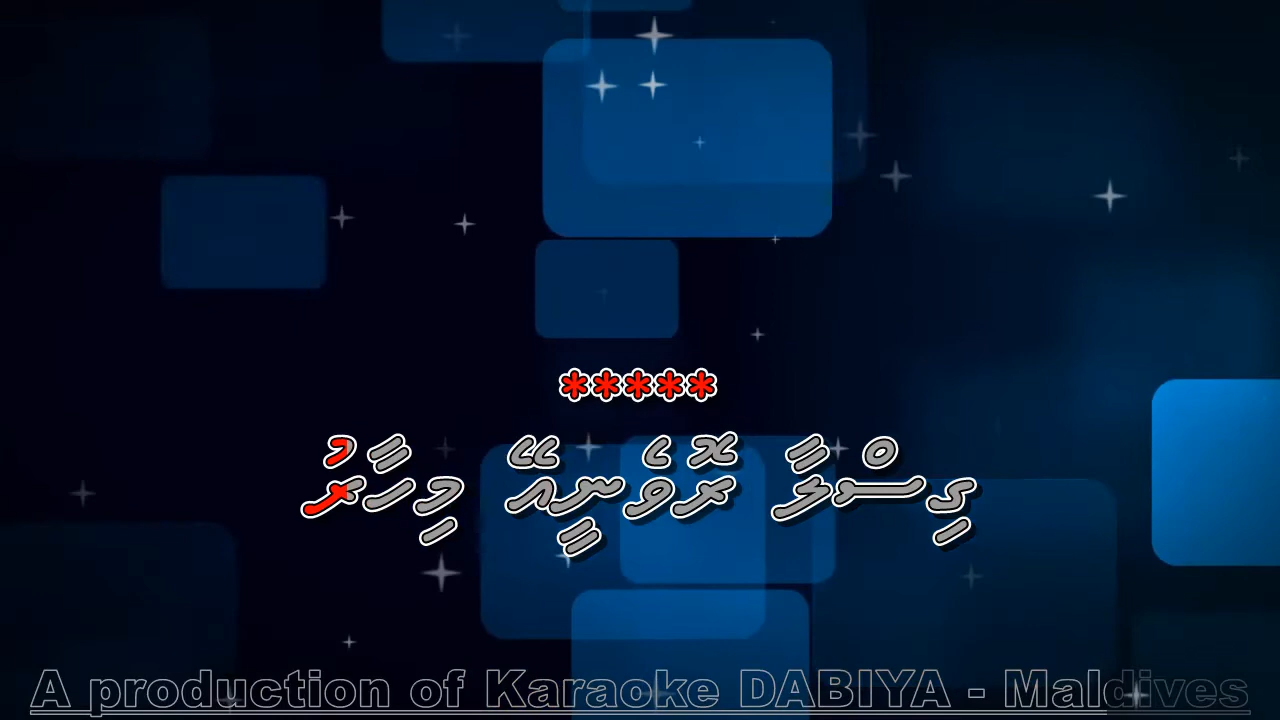 *****
ގިސްލާ ރޮވެނީއޭ މިހާރު
A production of Karaoke DABIYA - Maldives